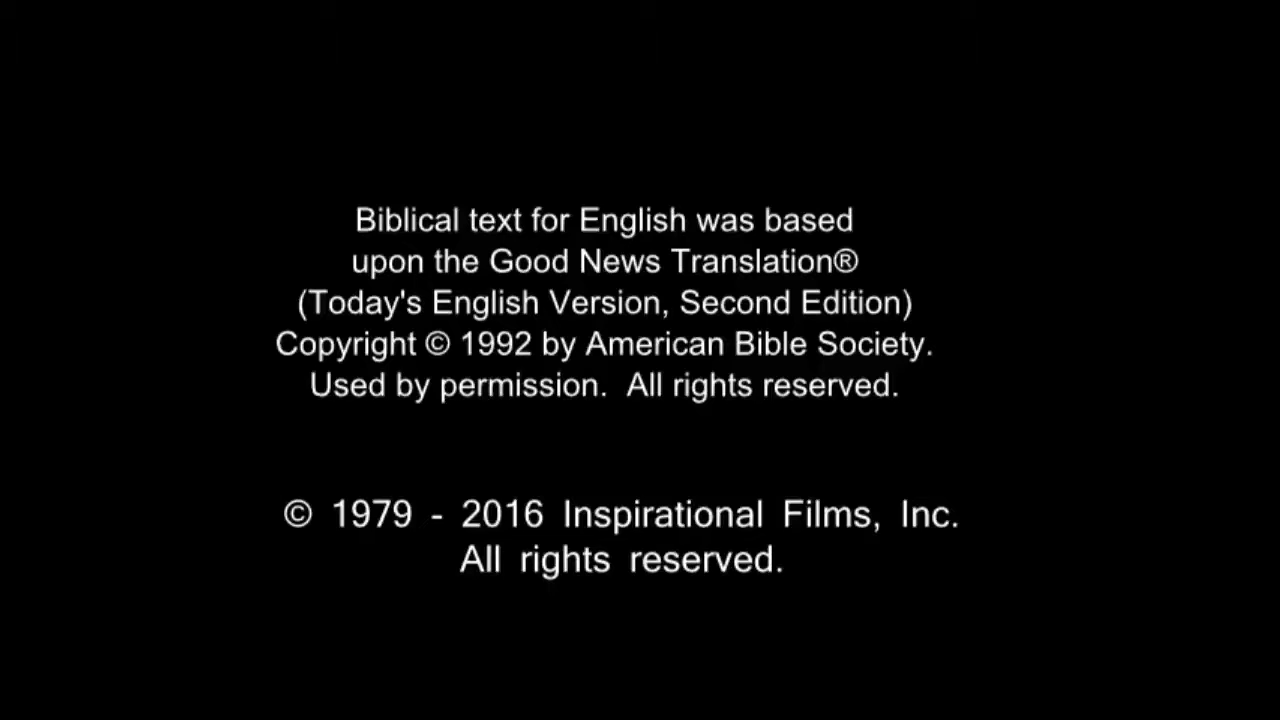 Biblical text for English was based
upon the Good News Translation®
(Today's English Version, Second Edition)
Copyright © 1992 by American Bible Society.
Used by permission.  All rights reserved.
© 1979 - 2016 Inspirational Films, Inc.
All rights reserved.